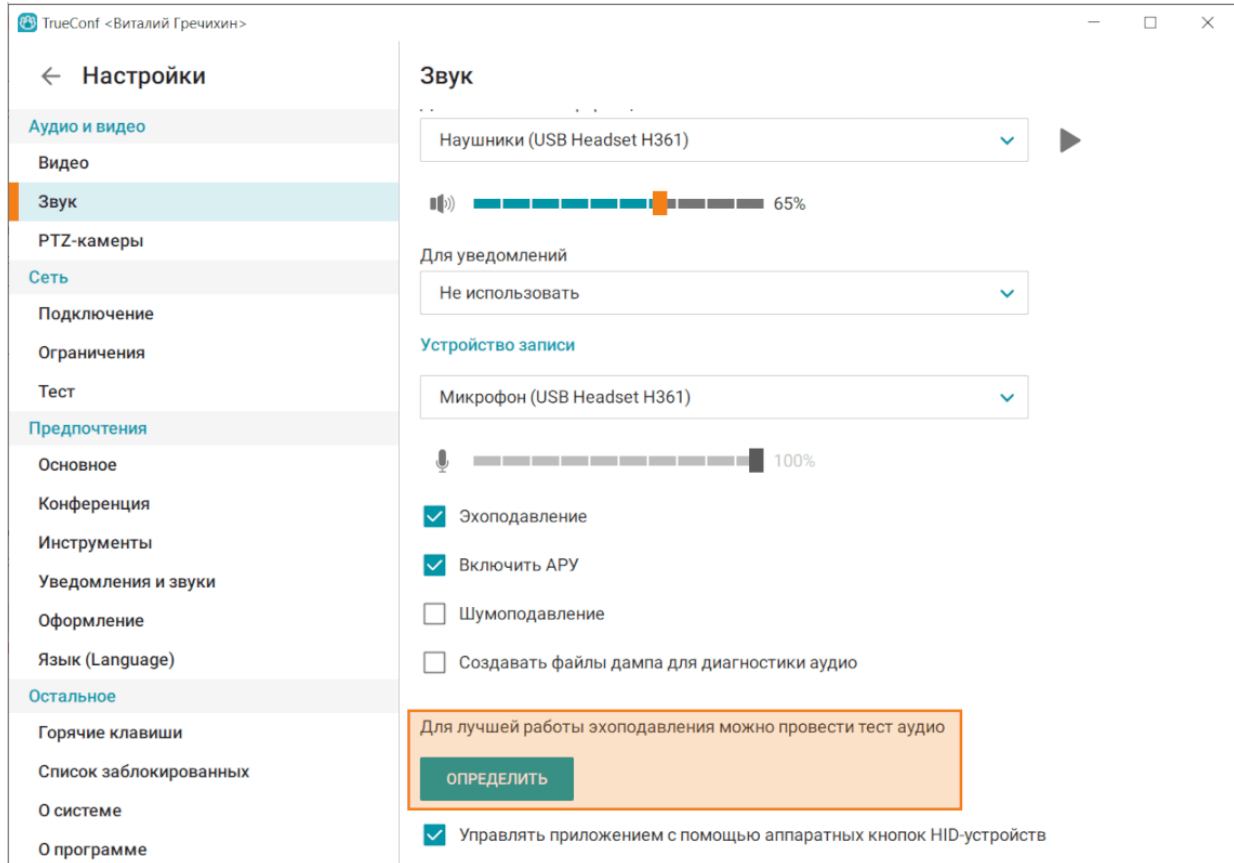 TrueConf <Виталий Гречихин>
Настройки
Аудио и видео
Видео
Звук
PTZ-камеры
Сеть
Подключение
Ограничения
Тест
Предпочтения
Основное
Конференция
Инструменты
Уведомления и звуки
Оформление
Язык (Language)
Остальное
Горячие клавиши
Список заблокированных
О системе
О программе
Звук
Наушники (USB Headset H361)
65%
Для уведомлений
Не использовать
Устройство записи
Микрофон (USB Headset H361)
100%
Эхоподавление
Включить АРУ
Шумоподавление
Создавать файлы дампа для диагностики аудио
Для лучшей работы эхоподавления можно провести тест аудио
ОПРЕДЕЛИТЬ
Управлять приложением с помощью аппаратных кнопок HID-устройств